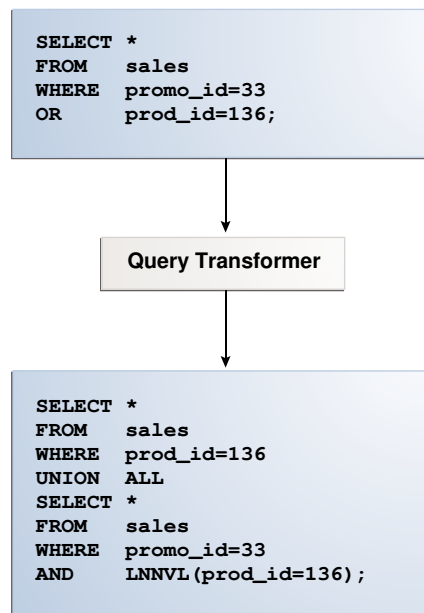 SELECT *
FROM sales
WHERE promo_id=33
OR prod_id=136;
Query Transformer
SELECT *
FROM sales
WHERE prod_id=136
UNION ALL
SELECT *
FROM sales
WHERE promo_id=33
AND LNNVL(prod_id=136);